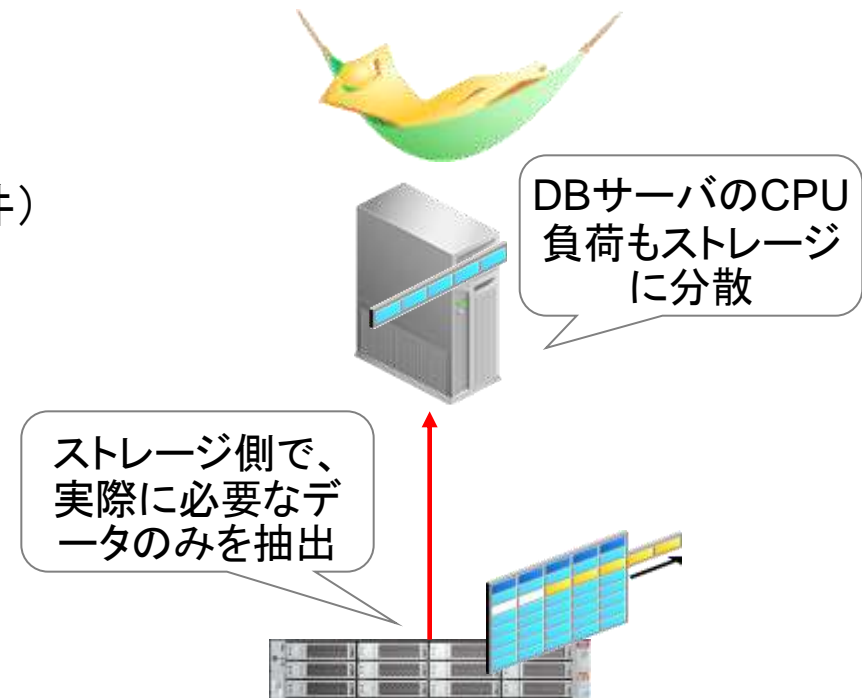 件）
DBサーバのCPU
負荷もストレージ
に分散
ストレージ側で、
実際に必要なデ
ータのみを抽出